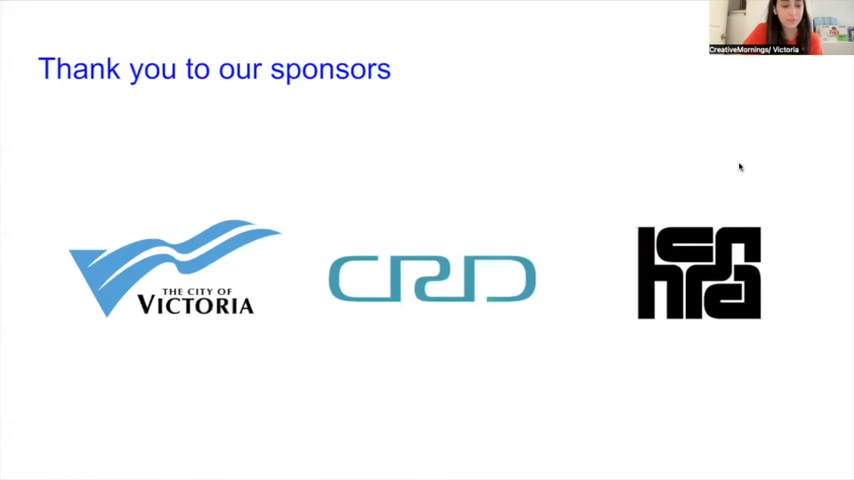 CreativeMornings/ Victoria
Thank you to our sponsors
THE CITY OF
VICTORIA
CRD